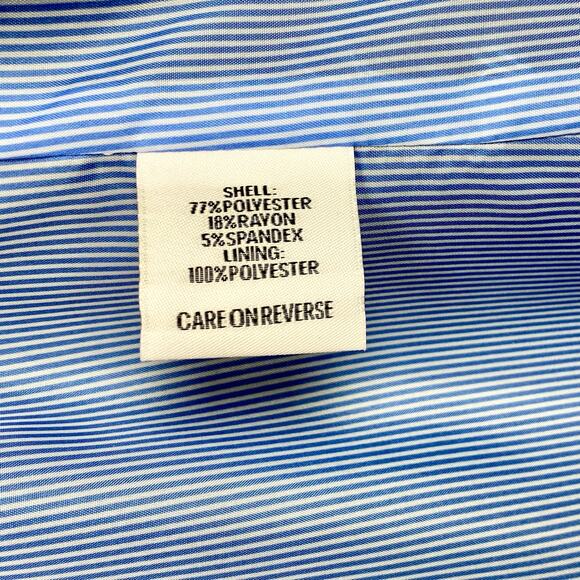 SHELL:
77%POLYESTER
18%RAYON
5%SPANDEX
LINING:
100%POLYESTER
CARE ON REVERSE